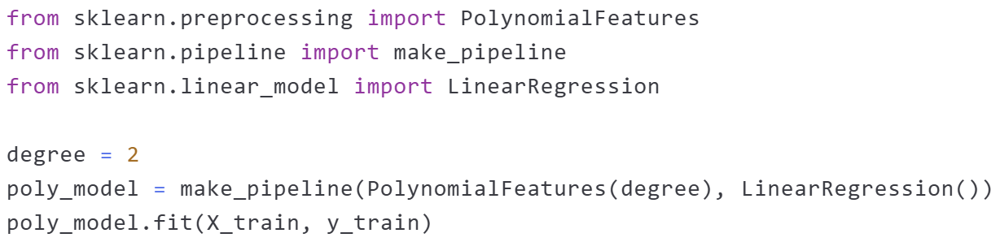 from sklearn.preprocessing import PolynomialFeatures
from sklearn.pipeline import make_pipeline
from sklearn.linear_model import LinearRegression
degree = 2
poly_model = make_pipeline(PolynomialFeatures(degree), LinearRegression())
poly_model.fit(X_train, y_train)